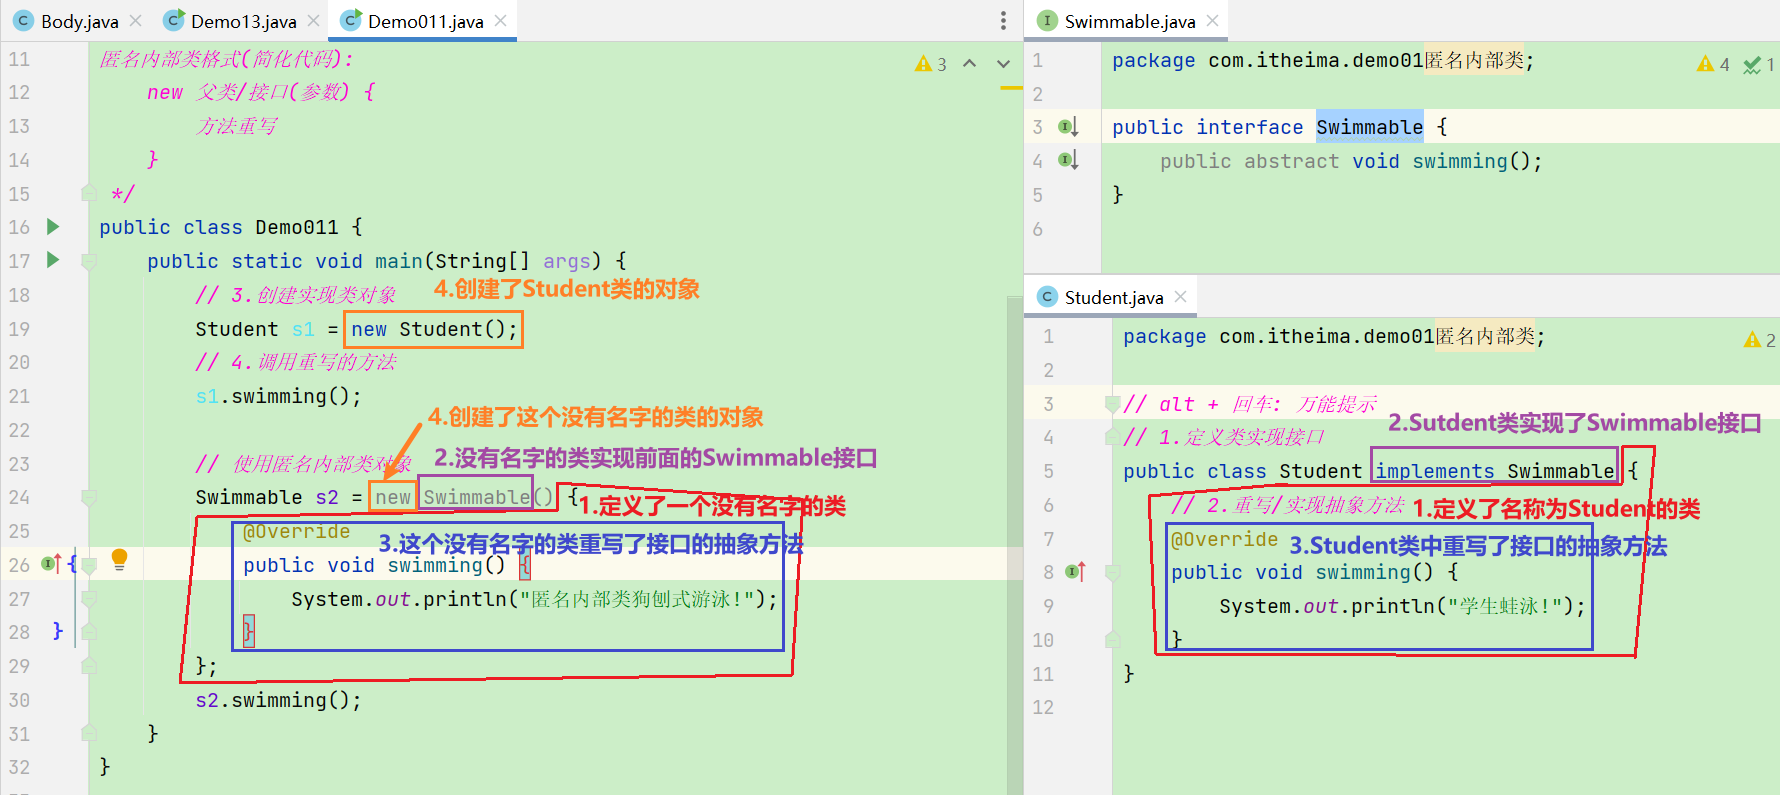 Body.java
Demo13.java
Demo011.java
3
11 匿名内部类格式(简化代码):
12 new 父类/接口(参数) {
13 方法重写
14 }
15 */
16 public class Demo011 {
17 public static void main(String[] args) {
18 // 3.创建实现类对象
4.创建了Student类的对象
19 Student s1 = new Student();
20 // 4.调用重写的方法
21 s1.swimming();
22
4.创建了这个没有名字的类的对象
23 // 使用匿名内部类对象
2.没有名字的类实现前面的Swimmable接口
24 Swimmable s2 = new Swimmable() {
1.定义了一个没有名字的类
25 @Override
3.这个没有名字的类重写了接口的抽象方法
26 public void swimming() {
27 System.out.println("匿名内部类狗刨式游泳!");
28 }
29 };
30 s2.swimming();
31 }
32 }
Swimmable.java
1 package com.itheima.demo01匿名内部类;
4 1
2
3 public interface Swimmable {
4 public abstract void swimming();
5 }
6
Student.java
1 package com.itheima.demo01匿名内部类;
2
2
3 // alt + 回车: 万能提示
2.Sutdent类实现了Swimmable接口
4 // 1.定义类实现接口
5 public class Student implements Swimmable {
6 // 2.重写/实现抽象方法
1.定义了名称为Student的类
7 @Override
3.Student类中重写了接口的抽象方法
8 public void swimming() {
9 System.out.println("学生蛙泳!");
10 }
11 }
12